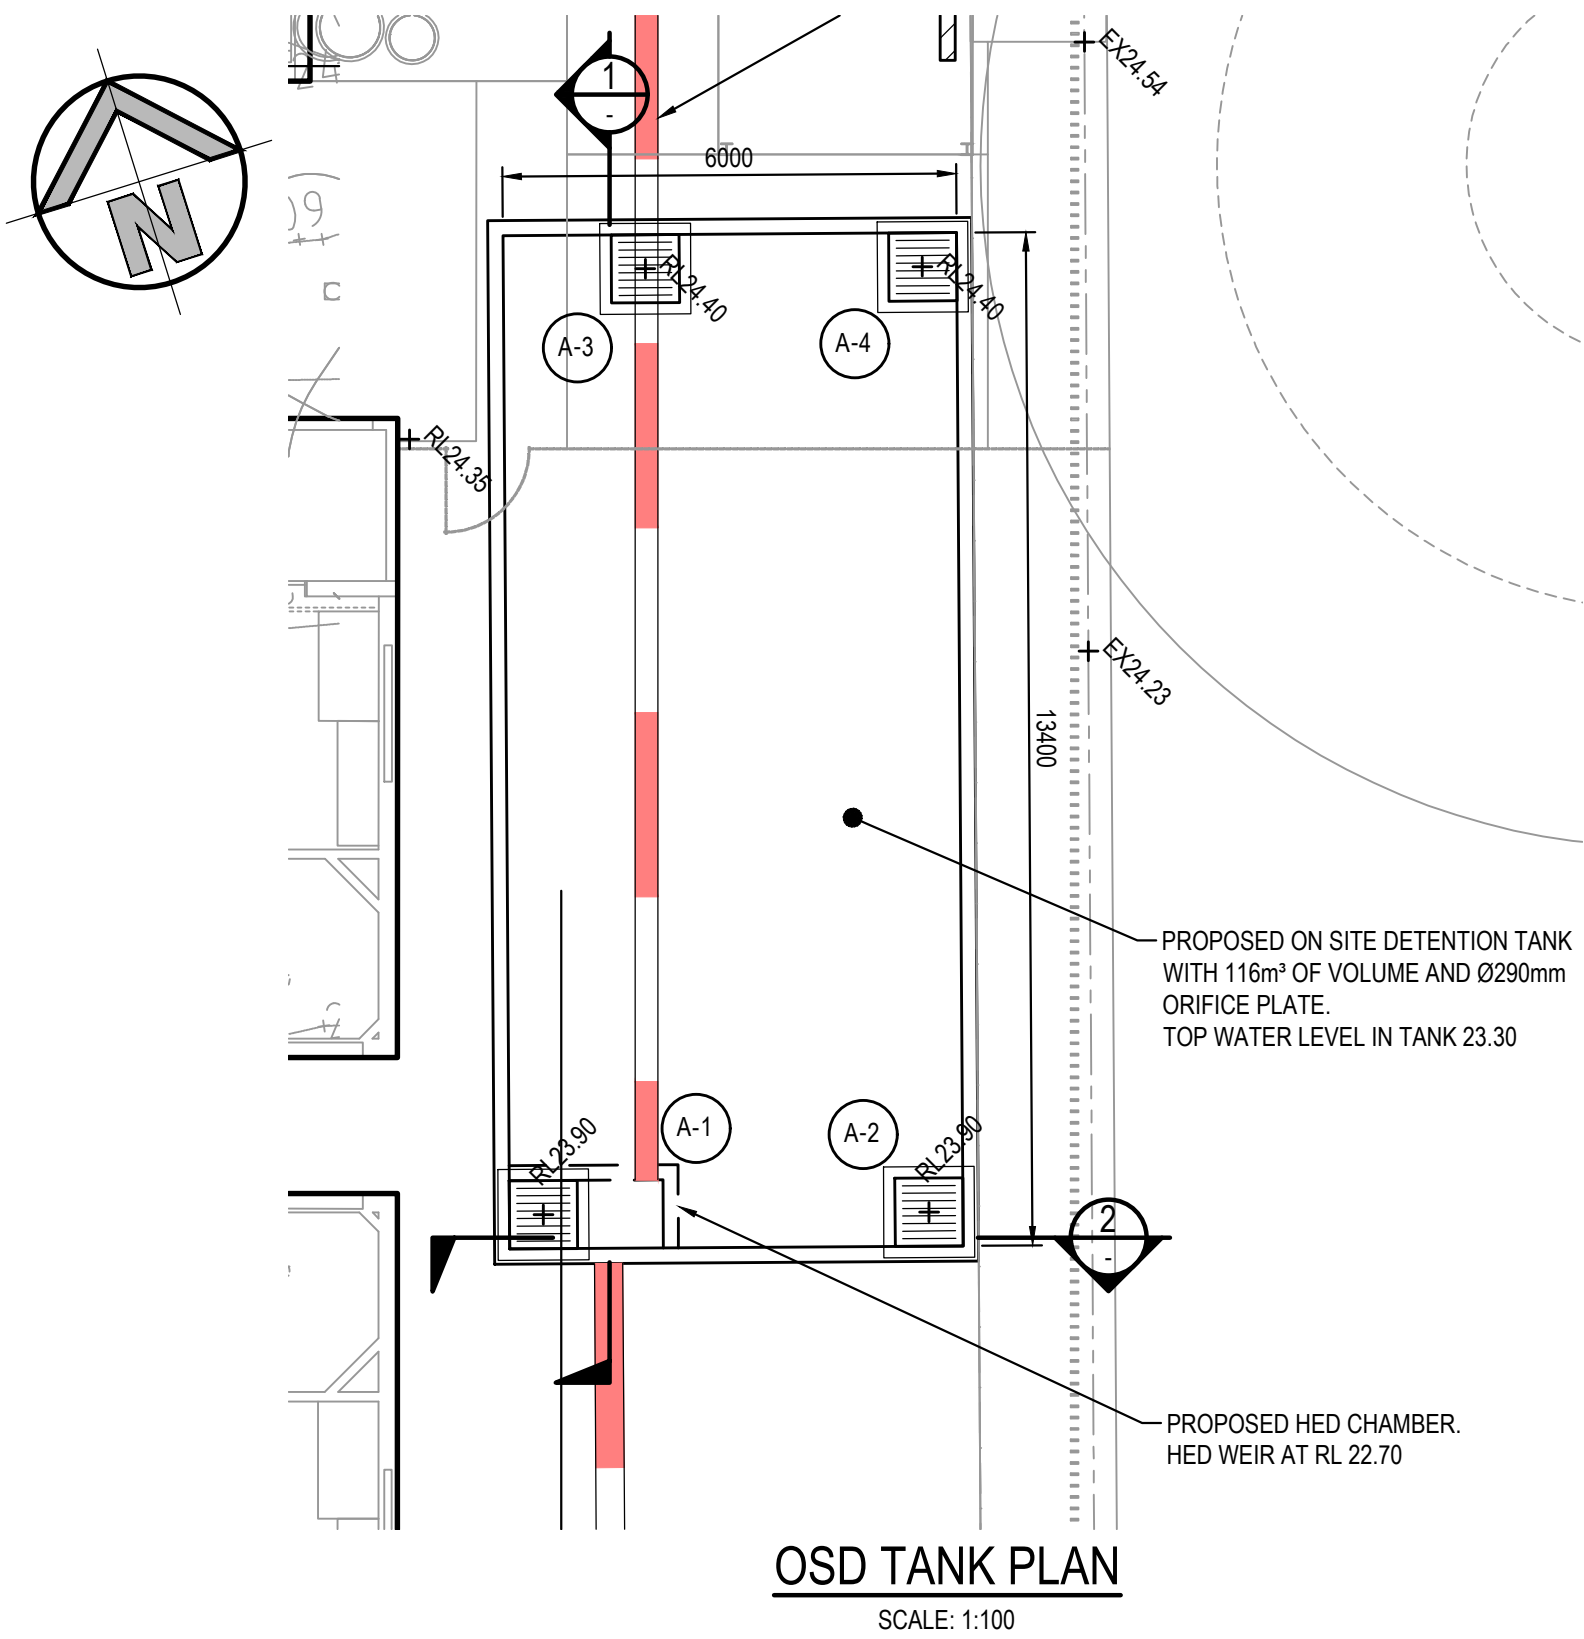 EX24.54
1
-
6000
N
RL24.40
RL24.40
A-3
A-4
RL24.35
EX24.23
13400
PROPOSED ON SITE DETENTION TANK
WITH 116m³ OF VOLUME AND Ø290mm
ORIFICE PLATE.
TOP WATER LEVEL IN TANK 23.30
A-1
A-2
RL23.90
RL23.90
2
-
PROPOSED HED CHAMBER.
HED WEIR AT RL 22.70
OSD TANK PLAN
SCALE: 1:100